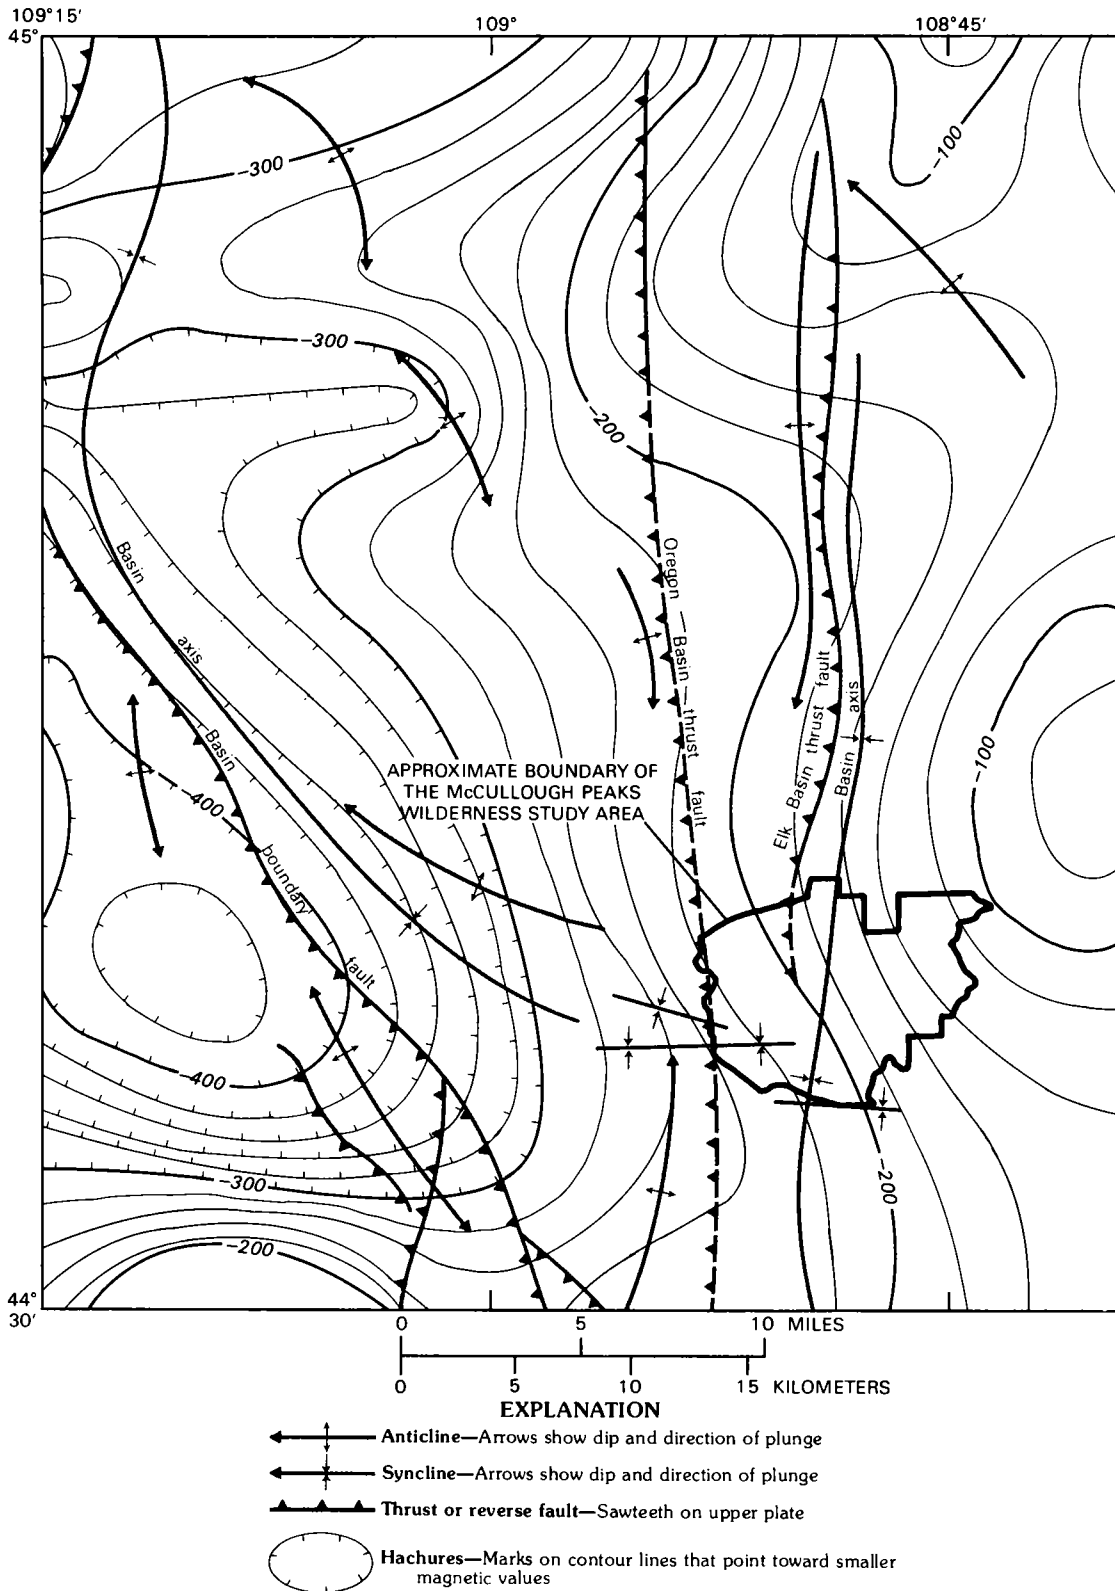 109°15′
109°
108°45′
45°
–100
–300
–300
–200
Oregon Basin thrust fault
Basin axis
Elk Basin thrust fault
Basin axis
–100
APPROXIMATE BOUNDARY OF
THE McCULLOUGH PEAKS
WILDERNESS STUDY AREA
Basin boundary fault
–400
–400
–300
–200
–200
44°
30′
0 5 10 MILES
0 5 10 15 KILOMETERS
EXPLANATION
Anticline—Arrows show dip and direction of plunge
Syncline—Arrows show dip and direction of plunge
Thrust or reverse fault—Sawteeth on upper plate
Hachures—Marks on contour lines that point toward smaller
magnetic values